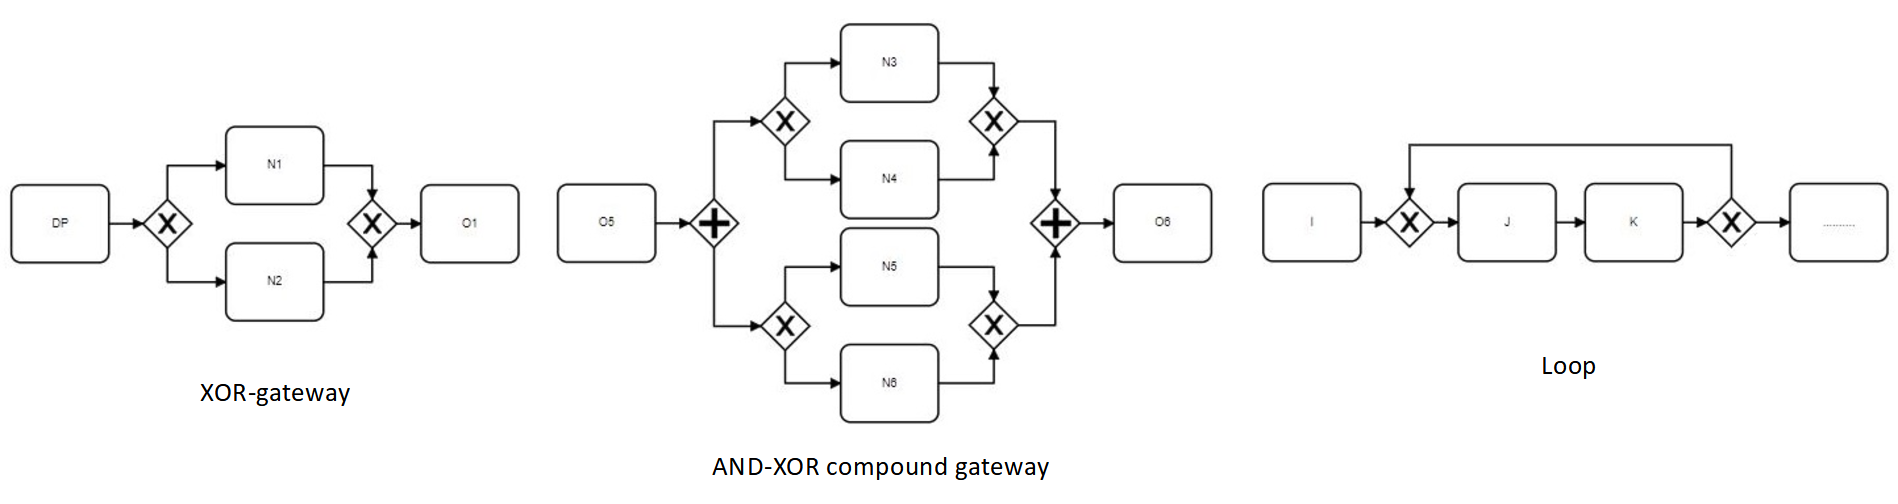 DP
N1
N2
O1
XOR-gateway
O5
N3
N4
N5
N6
O6
AND-XOR compound gateway
I
J
K
..........
Loop